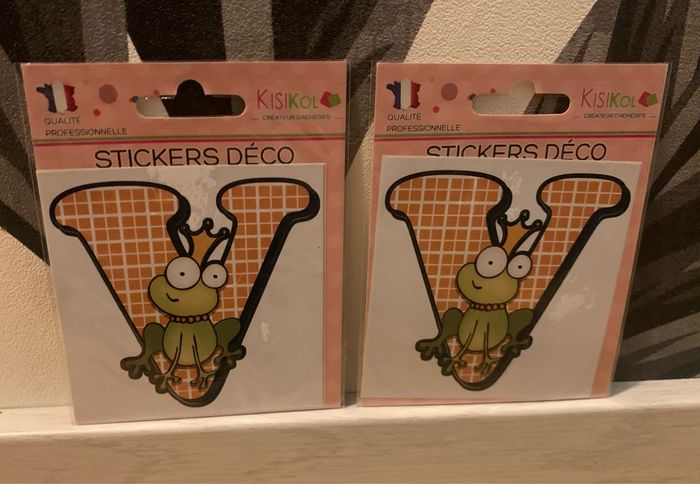 QUALITÉ
PROFESSIONNELLE
KISIKOL
CRÉATEUR D'ADHÉSIFS
STICKERS DÉCO
V
QUALITÉ
PROFESSIONNELLE
KISIKOL
CRÉATEUR D'ADHÉSIFS
STICKERS DÉCO
V